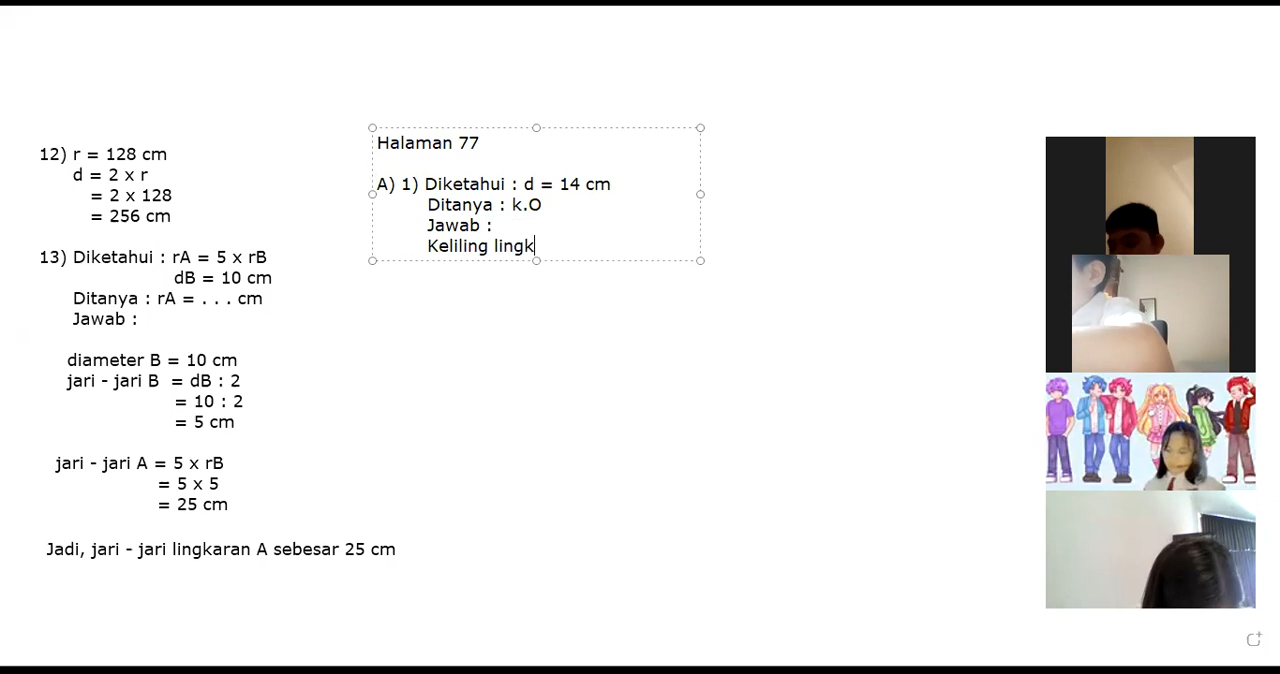 12) r = 128 cm
d = 2 x r
= 2 x 128
= 256 cm
13) Diketahui : rA = 5 x rB
dB = 10 cm
Ditanya : rA = . . . cm
Jawab :
diameter B = 10 cm
jari - jari B = dB : 2
= 10 : 2
= 5 cm
jari - jari A = 5 x rB
= 5 x 5
= 25 cm
Jadi, jari - jari lingkaran A sebesar 25 cm
Halaman 77
A) 1) Diketahui : d = 14 cm
Ditanya : k.O
Jawab :
Keliling lingk